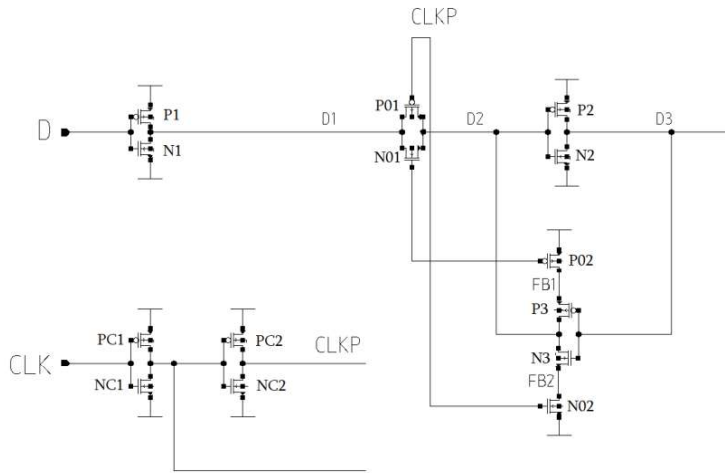 CLKP
P1
P01
P2
D
D1
D2
D3
N1
N01
N2
P02
FB1
P3
PC1
PC2
CLKP
CLK
N3
NC1
NC2
FB2
N02